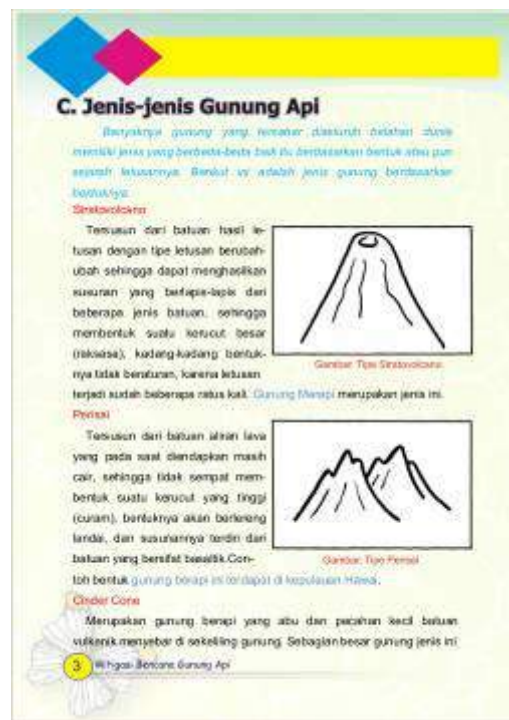 C. Jenis-jenis Gunung Api
Banyaknya gunung yang tersebar diseluruh belahan dunia
memiliki jenis yang berbeda-beda baik itu berdasarkan bentuk atau pun
sejarah letusannya. Berikut ini adalah jenis gunung berdasarkan
bentuknya.
Stratovolcano
Tersusun dari batuan hasil le-
tusan dengan tipe letusan berubah-
ubah sehingga dapat menghasilkan
susunan yang berlapis-lapis dari
beberapa jenis batuan, sehingga
membentuk suatu kerucut besar
(raksasa), kadang-kadang bentuk-
nya tidak beraturan, karena letusan
terjadi sudah beberapa ratus kali. Gunung Merapi merupakan jenis ini.
Gambar. Tipe Stratovolcano
Perisai
Tersusun dari batuan aliran lava
yang pada saat diendapkan masih
cair, sehingga tidak sempat mem-
bentuk suatu kerucut yang tinggi
(curam), bentuknya akan berlereng
landai, dan susunannya terdiri dari
batuan yang bersifat basaltik.Con-
toh bentuk gunung berapi ini terdapat di kepulauan Hawai.
Gambar. Tipe Perisai
Cinder Cone
Merupakan gunung berapi yang abu dan pecahan kecil batuan
vulkanik menyebar di sekeliling gunung. Sebagian besar gunung jenis ini
3 Mitigasi Bencana Gunung Api